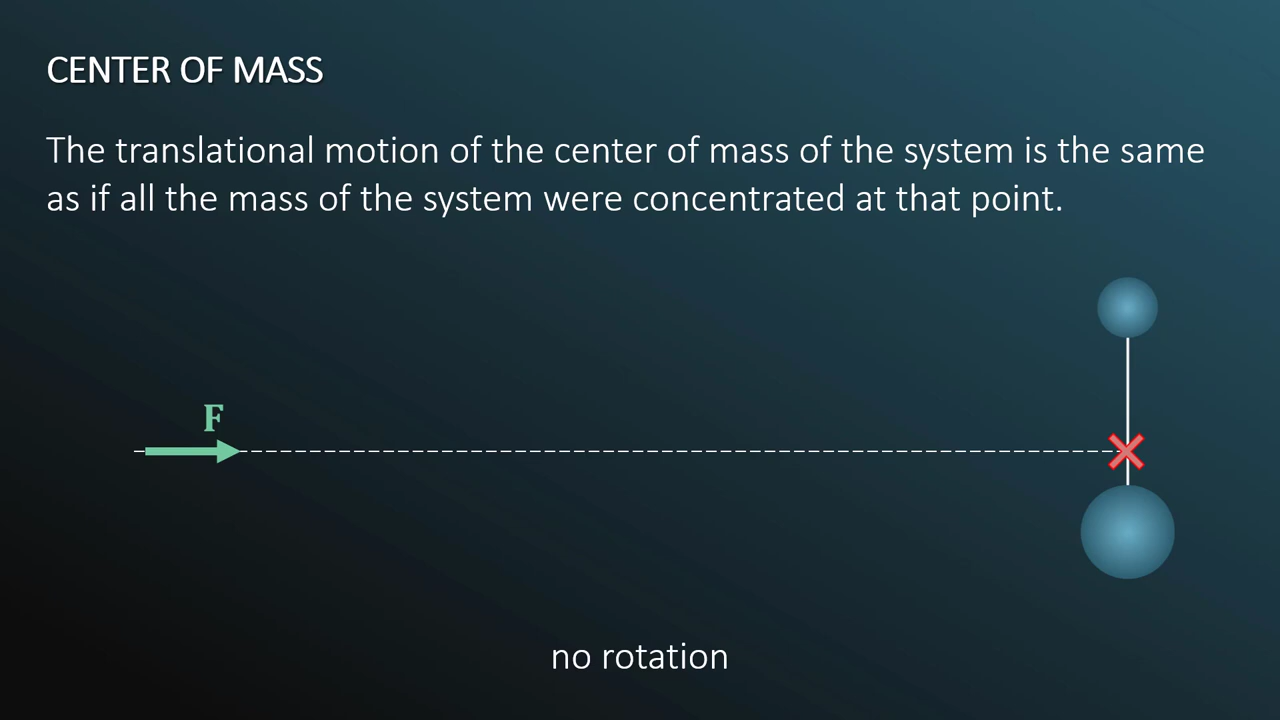 CENTER OF MASS
The translational motion of the center of mass of the system is the same
as if all the mass of the system were concentrated at that point.
F
no rotation